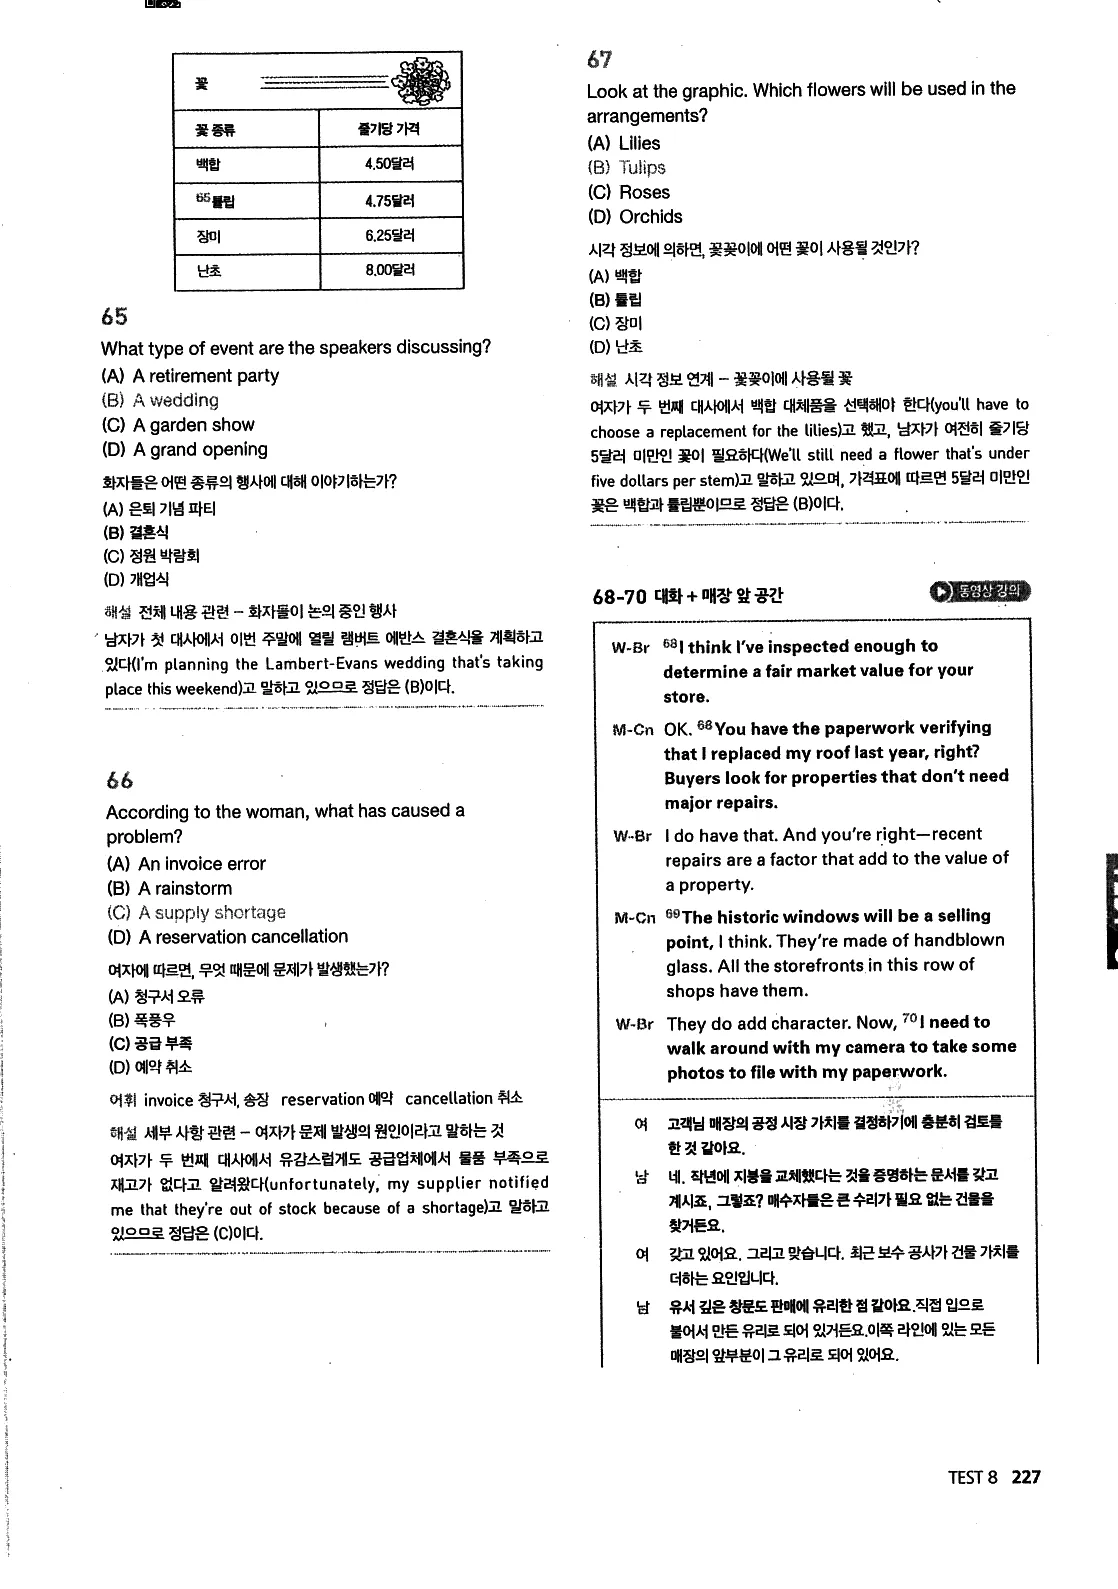 꽃
꽃 종류 줄기당 가격
백합 4.50달러
65튤립 4.75달러
장미 6.25달러
난초 8.00달러
65
What type of event are the speakers discussing?
(A) A retirement party
(B) A wedding
(C) A garden show
(D) A grand opening
화자들은 어떤 종류의 행사에 대해 이야기하는가?
(A) 은퇴 기념 파티
(B) 결혼식
(C) 정원 박람회
(D) 개업식
해설 전체 내용 관련 – 화자들이 논의 중인 행사
남자가 첫 대사에서 이번 주말에 열릴 램버트 에반스 결혼식을 계획하고
있다(I'm planning the Lambert-Evans wedding that's taking
place this weekend)고 말하고 있으므로 정답은 (B)이다.
66
According to the woman, what has caused a
problem?
(A) An invoice error
(B) A rainstorm
(C) A supply shortage
(D) A reservation cancellation
여자에 따르면, 무엇 때문에 문제가 발생했는가?
(A) 청구서 오류
(B) 폭풍우
(C) 공급 부족
(D) 예약 취소
어휘 invoice 청구서, 송장 reservation 예약 cancellation 취소
해설 세부 사항 관련 – 여자가 문제 발생의 원인이라고 말하는 것
여자가 두 번째 대사에서 유감스럽게도 공급업체에서 물품 부족으로
재고가 없다고 알려왔다(unfortunately, my supplier notified
me that they're out of stock because of a shortage)고 말하고
있으므로 정답은 (C)이다.
67
Look at the graphic. Which flowers will be used in the
arrangements?
(A) Lilies
(B) Tulips
(C) Roses
(D) Orchids
시각 정보에 의하면, 꽃꽂이에 어떤 꽃이 사용될 것인가?
(A) 백합
(B) 튤립
(C) 장미
(D) 난초
해설 시각 정보 연계 – 꽃꽂이에 사용될 꽃
여자가 두 번째 대사에서 백합 대체품을 선택해야 한다(you'll have to
choose a replacement for the lilies)고 했고, 남자가 여전히 줄기당
5달러 미만인 꽃이 필요하다(We'll still need a flower that's under
five dollars per stem)고 말하고 있으며, 가격표에 따르면 5달러 미만인
꽃은 백합과 튤립뿐이므로 정답은 (B)이다.
68-70 대화 + 매장 앞 공간 동영상 강의
W-Br 68I think I've inspected enough to
determine a fair market value for your
store.
M-Cn OK. 68You have the paperwork verifying
that I replaced my roof last year, right?
Buyers look for properties that don't need
major repairs.
W-Br I do have that. And you're right—recent
repairs are a factor that add to the value of
a property.
M-Cn 69The historic windows will be a selling
point, I think. They're made of handblown
glass. All the storefronts in this row of
shops have them.
W-Br They do add character. Now, 70I need to
walk around with my camera to take some
photos to file with my paperwork.
여 고객님 매장의 공정 시장 가치를 결정하기에 충분히 검토를
한 것 같아요.
남 네. 작년에 지붕을 교체했다는 것을 증명하는 문서를 갖고
계시죠, 그렇죠? 매수자들은 큰 수리가 필요 없는 건물을
찾거든요.
여 갖고 있어요. 그리고 맞습니다. 최근 보수 공사가 건물 가치를
더하는 요인입니다.
남 유서 깊은 창문도 판매에 유리한 점 같아요.직접 입으로
불어서 만든 유리로 되어 있거든요.이쪽 라인에 있는 모든
매장의 앞부분이 그 유리로 되어 있어요.
TEST 8 227